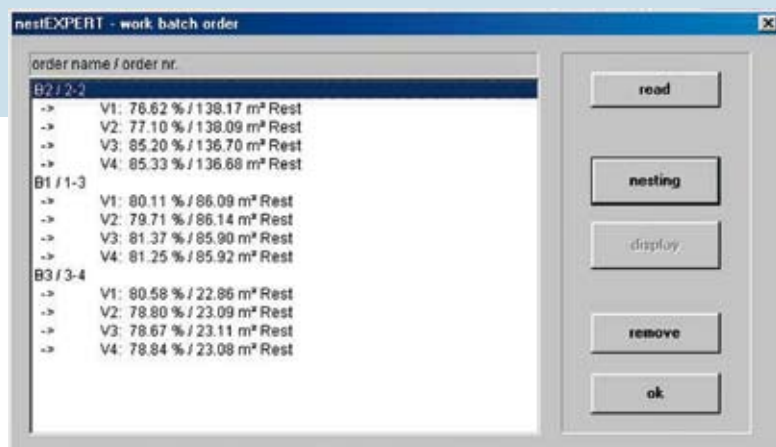 nestEXPERT - work batch order
order name / order nr.
B2 / 2-2
-> V1: 76.62 % / 138.17 m² Rest
-> V2: 77.10 % / 138.09 m² Rest
-> V3: 85.20 % / 136.70 m² Rest
-> V4: 85.33 % / 136.68 m² Rest
B1 / 1-3
-> V1: 80.11 % / 86.09 m² Rest
-> V2: 79.71 % / 86.14 m² Rest
-> V3: 81.37 % / 85.90 m² Rest
-> V4: 81.25 % / 85.92 m² Rest
B3 / 3-4
-> V1: 80.58 % / 22.86 m² Rest
-> V2: 78.80 % / 23.09 m² Rest
-> V3: 78.67 % / 23.11 m² Rest
-> V4: 78.84 % / 23.08 m² Rest
read
nesting
display
remove
ok